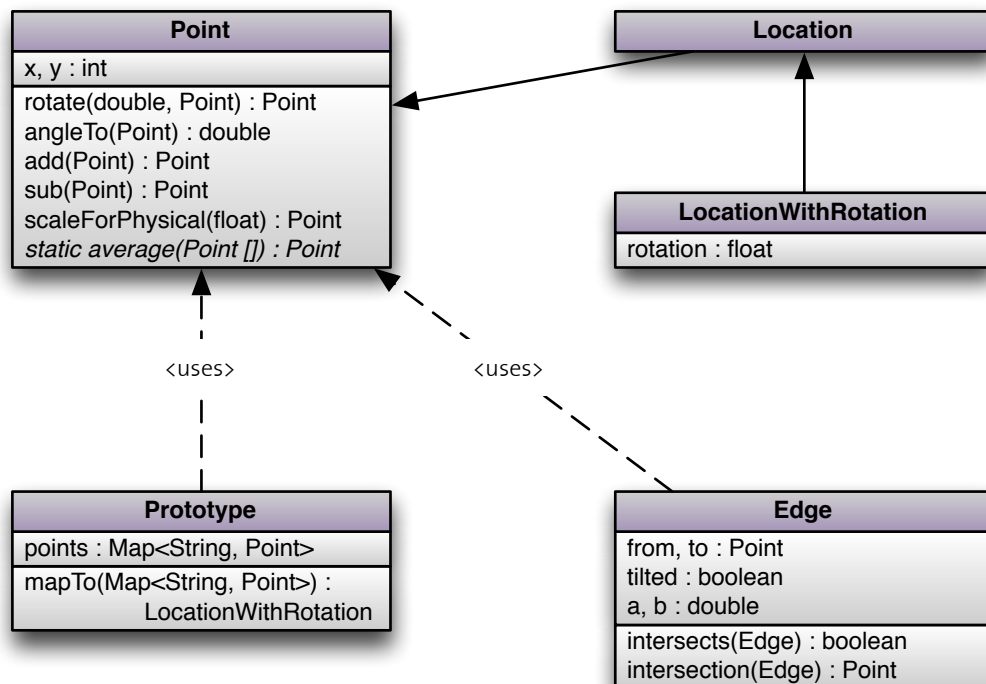 Point
x, y : int
rotate(double, Point) : Point
angleTo(Point) : double
add(Point) : Point
sub(Point) : Point
scaleForPhysical(float) : Point
static average(Point []) : Point
Location
LocationWithRotation
rotation : float
<uses>
<uses>
Prototype
points : Map<String, Point>
mapTo(Map<String, Point>) :
LocationWithRotation
Edge
from, to : Point
tilted : boolean
a, b : double
intersects(Edge) : boolean
intersection(Edge) : Point